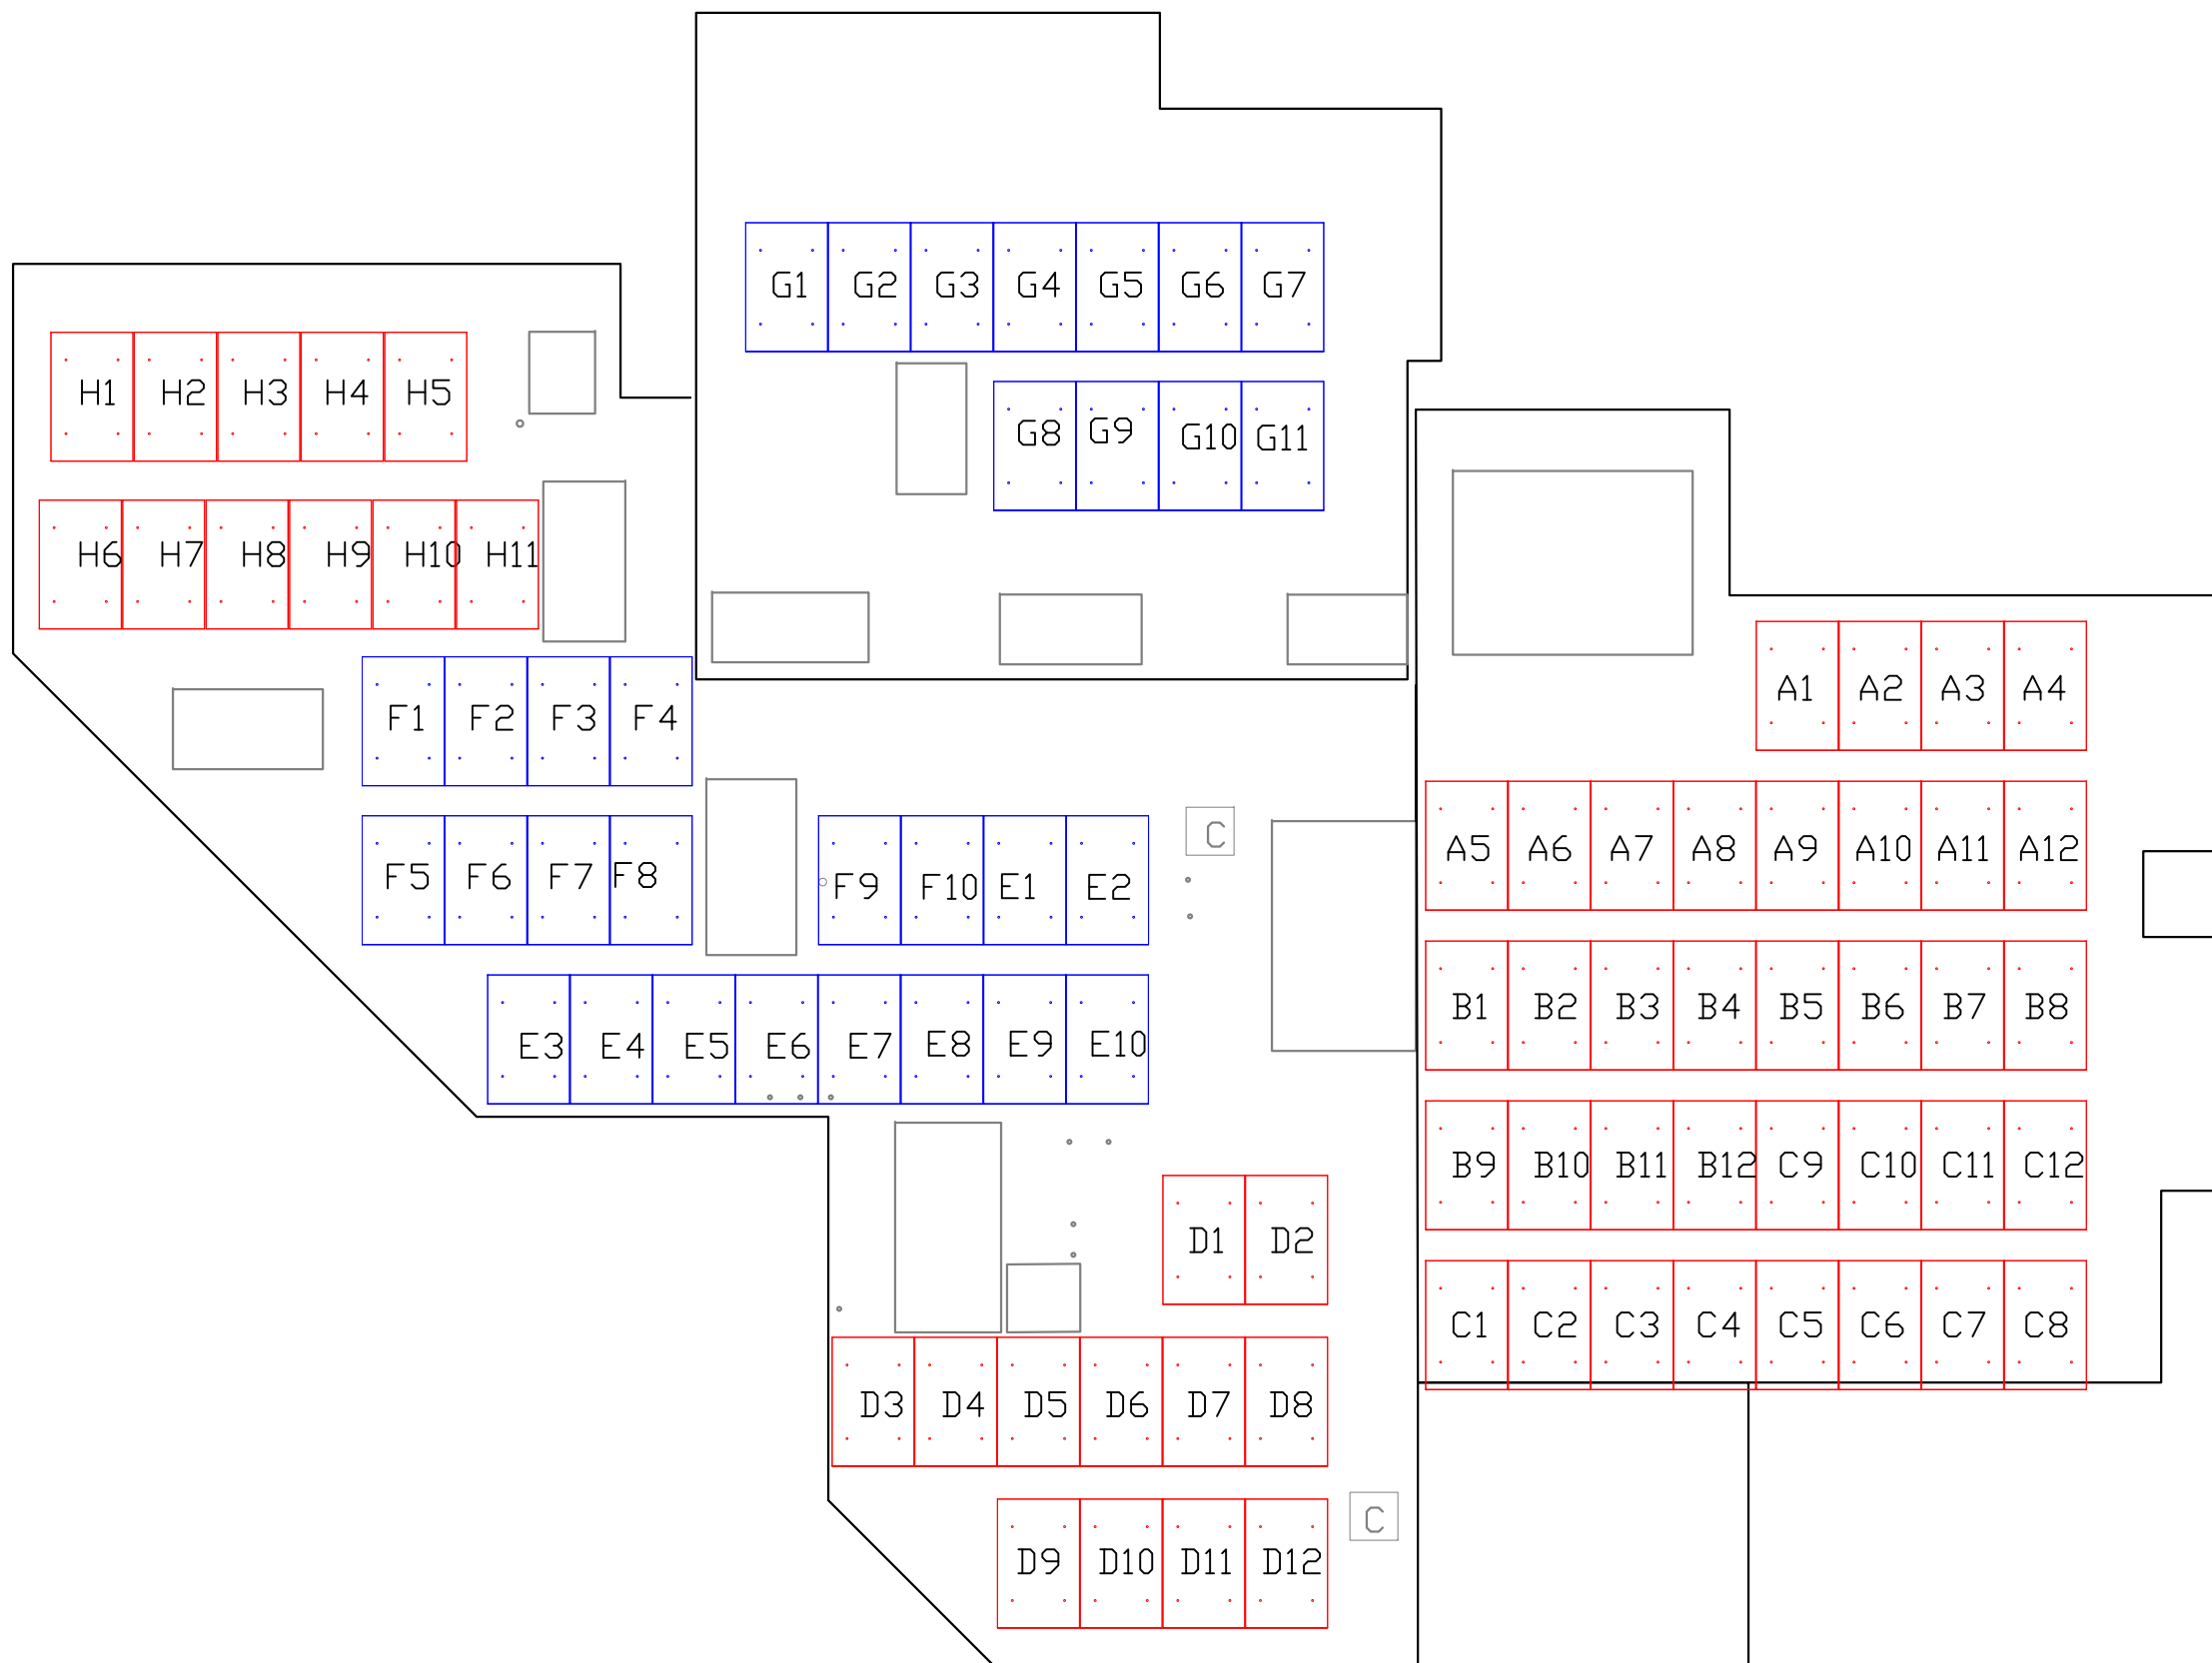 G1 G2 G3 G4 G5 G6 G7
H1 H2 H3 H4 H5
G8 G9 G10 G11
H6 H7 H8 H9 H10 H11
A1 A2 A3 A4
F1 F2 F3 F4
C
A5 A6 A7 A8 A9 A10 A11 A12
F5 F6 F7 F8 F9 F10 E1 E2
B1 B2 B3 B4 B5 B6 B7 B8
E3 E4 E5 E6 E7 E8 E9 E10
B9 B10 B11 B12 C9 C10 C11 C12
D1 D2
C1 C2 C3 C4 C5 C6 C7 C8
D3 D4 D5 D6 D7 D8
C
D9 D10 D11 D12